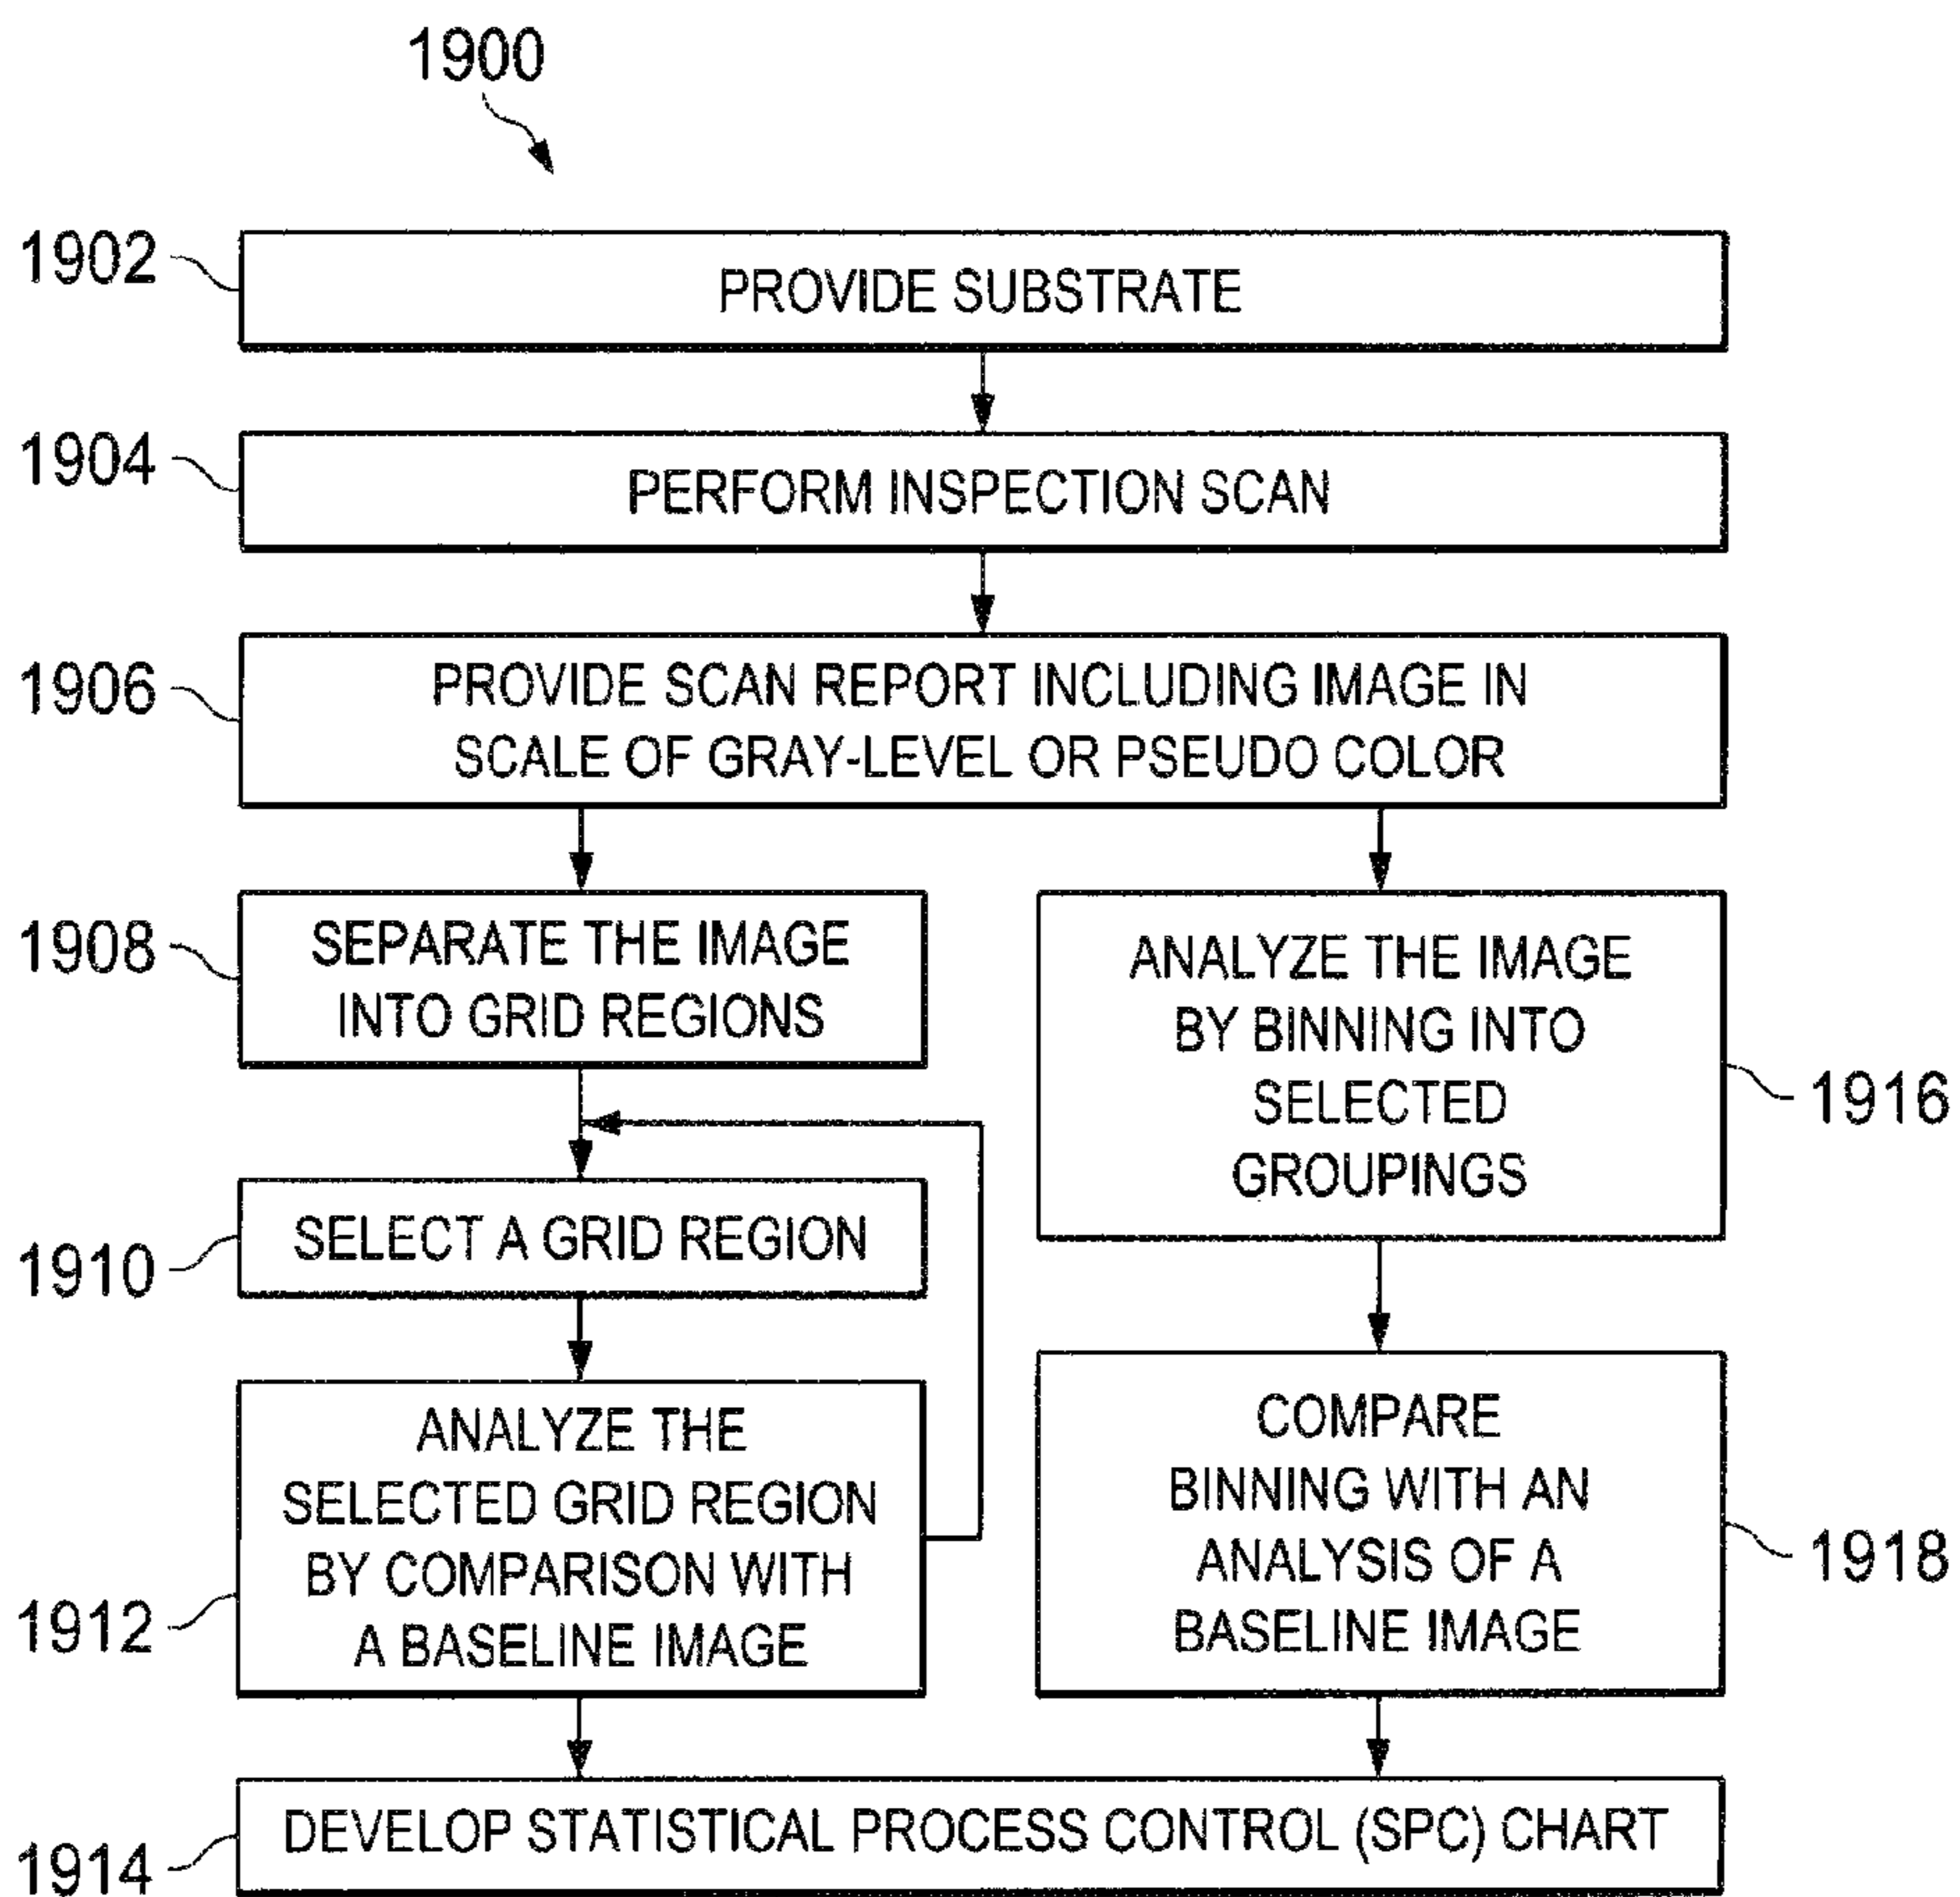 1900
1902
PROVIDE SUBSTRATE
1904
PERFORM INSPECTION SCAN
1906
PROVIDE SCAN REPORT INCLUDING IMAGE IN
SCALE OF GRAY-LEVEL OR PSEUDO COLOR
1908
SEPARATE THE IMAGE
INTO GRID REGIONS
1910
SELECT A GRID REGION
1912
ANALYZE THE
SELECTED GRID REGION
BY COMPARISON WITH
A BASELINE IMAGE
ANALYZE THE IMAGE
BY BINNING INTO
SELECTED
GROUPINGS
1916
COMPARE
BINNING WITH AN
ANALYSIS OF A
BASELINE IMAGE
1918
1914
DEVELOP STATISTICAL PROCESS CONTROL (SPC) CHART